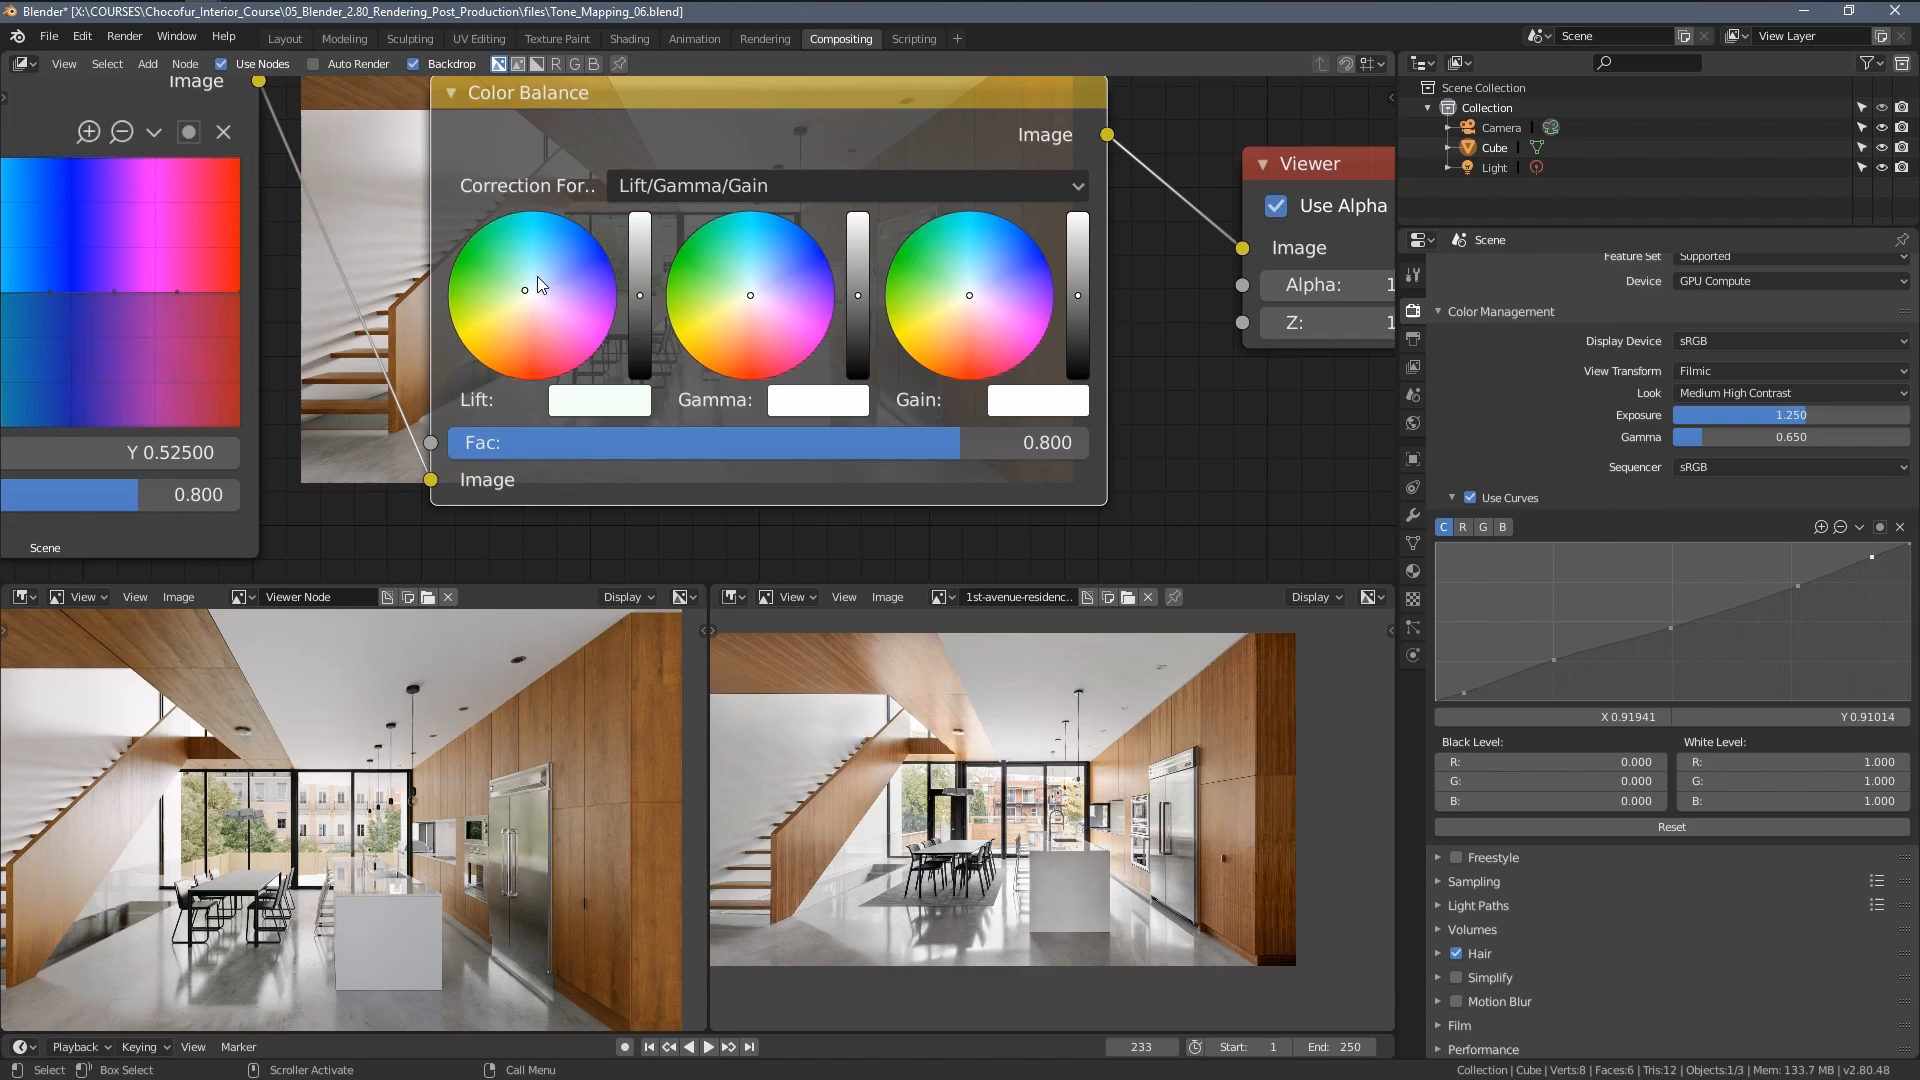 Blender* [X:\COURSES\Chocofur_Interior_Course\05_Blender_2.80_Rendering_Post_Production\files\Tone_Mapping_06.blend]
File Edit Render Window Help Layout Modeling Sculpting UV Editing Texture Paint Shading Animation Rendering Compositing Scripting + Scene View Layer
View Select Add Node Use Nodes Auto Render Backdrop R G B
Image
Color Balance
Image
Correction For.. Lift/Gamma/Gain
Lift: Gamma: Gain:
Fac: 0.800
Image
Y 0.52500
0.800
Scene
Viewer
Use Alpha
Image
Alpha: 1
Z: 1
View View Image Viewer Node Display
View View Image 1st-avenue-residenc.. Display
Playback Keying View Marker 233 Start: 1 End: 250
Select Box Select Scroller Activate Call Menu
Scene Collection
Collection
Camera
Cube
Light
Scene
Feature Set Supported
Device GPU Compute
Color Management
Display Device sRGB
View Transform Filmic
Look Medium High Contrast
Exposure 1.250
Gamma 0.650
Sequencer sRGB
Use Curves
C R G B
X 0.91941 Y 0.91014
Black Level: White Level:
R: 0.000 R: 1.000
G: 0.000 G: 1.000
B: 0.000 B: 1.000
Reset
Freestyle
Sampling
Light Paths
Volumes
Hair
Simplify
Motion Blur
Film
Performance
Collection | Cube | Verts:8 | Faces:6 | Tris:12 | Objects:1/3 | Mem: 133.7 MB | v2.80.48